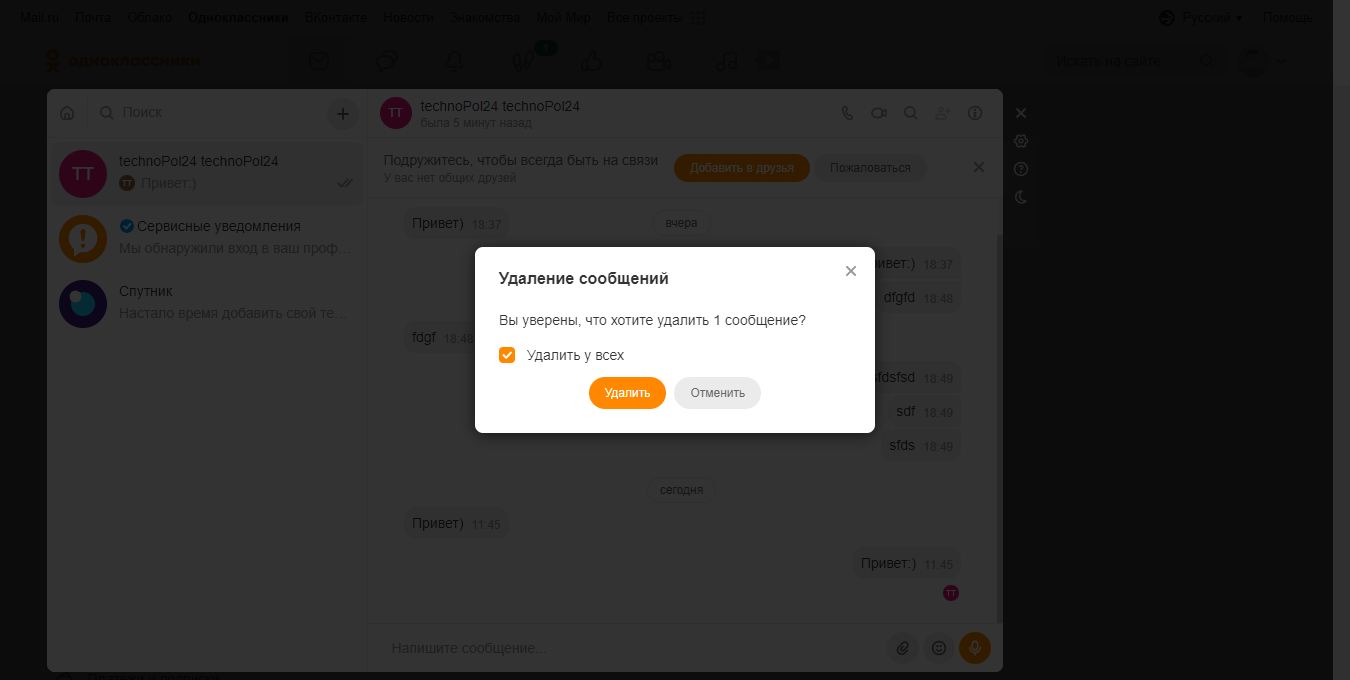 Mail.ru Почта Облако Одноклассники ВКонтакте Новости Знакомства Мой Мир Все проекты Русский Помощь
одноклассники 1 Искать на сайте
Поиск
TT technoPol24 technoPol24
TT Привет:)
Сервисные уведомления
Мы обнаружили вход в ваш проф…
Спутник
Настало время добавить свой те…
TT technoPol24 technoPol24
была 5 минут назад
Подружитесь, чтобы всегда быть на связи
У вас нет общих друзей
Добавить в друзья Пожаловаться
вчера
Привет) 18:37
ивет:) 18:37
dfgfd 18:48
fdgf 18:48
fdsfsd 18:49
sdf 18:49
sfds 18:49
Удаление сообщений
Вы уверены, что хотите удалить 1 сообщение?
Удалить у всех
Удалить Отменить
сегодня
Привет) 11:45
Привет:) 11:45
TT
Напишите сообщение...